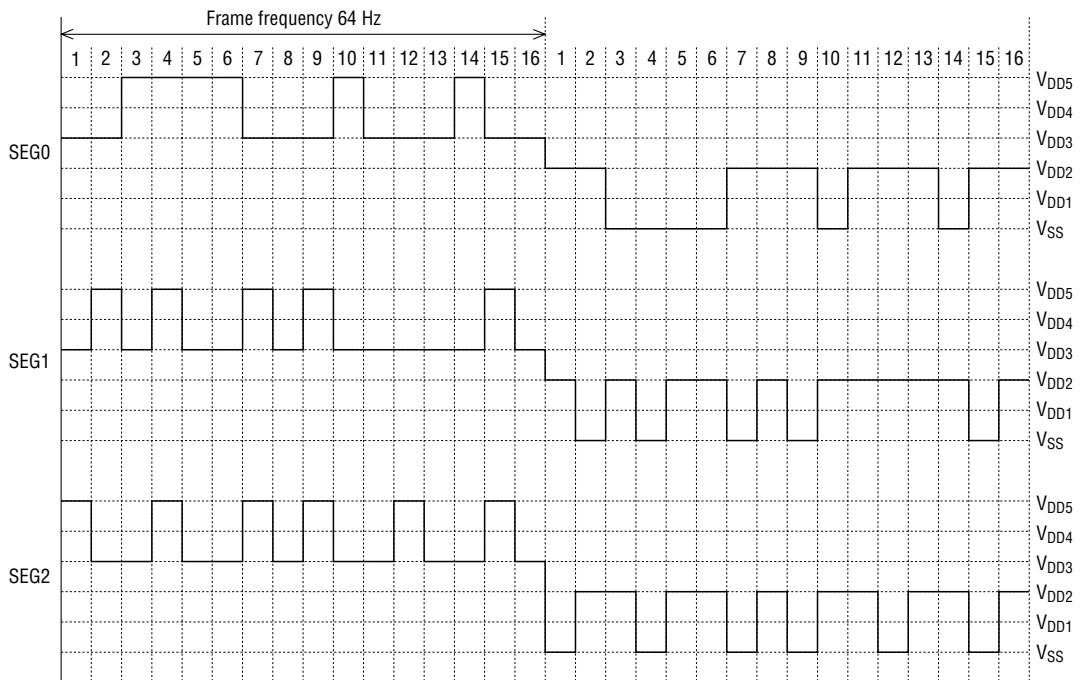 Frame frequency 64 Hz
1 2 3 4 5 6 7 8 9 10 11 12 13 14 15 16 1 2 3 4 5 6 7 8 9 10 11 12 13 14 15 16
SEG0
VDD5
VDD4
VDD3
VDD2
VDD1
VSS
SEG1
VDD5
VDD4
VDD3
VDD2
VDD1
VSS
SEG2
VDD5
VDD4
VDD3
VDD2
VDD1
VSS